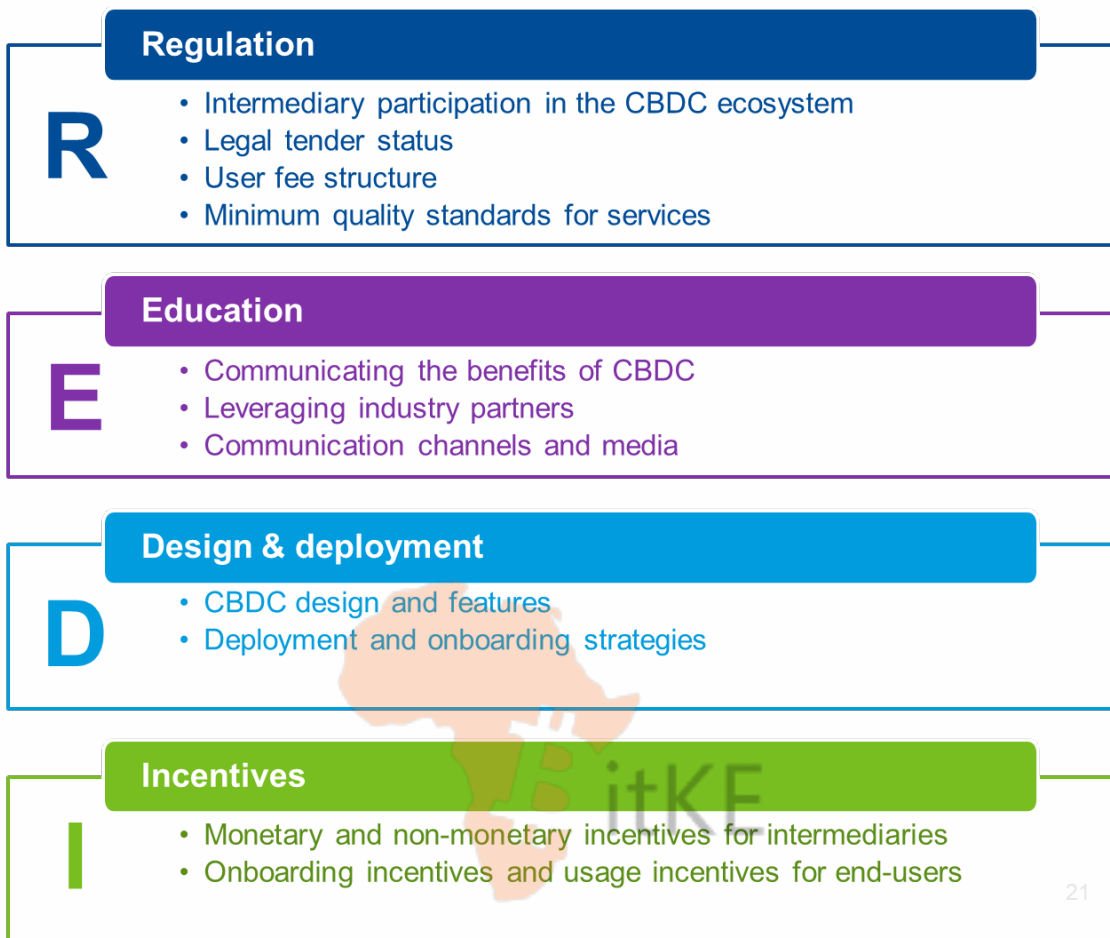 Regulation
R
• Intermediary participation in the CBDC ecosystem
• Legal tender status
• User fee structure
• Minimum quality standards for services
Education
E
• Communicating the benefits of CBDC
• Leveraging industry partners
• Communication channels and media
Design & deployment
D
• CBDC design and features
• Deployment and onboarding strategies
Incentives
I
• Monetary and non-monetary incentives for intermediaries
• Onboarding incentives and usage incentives for end-users
BitKE
21